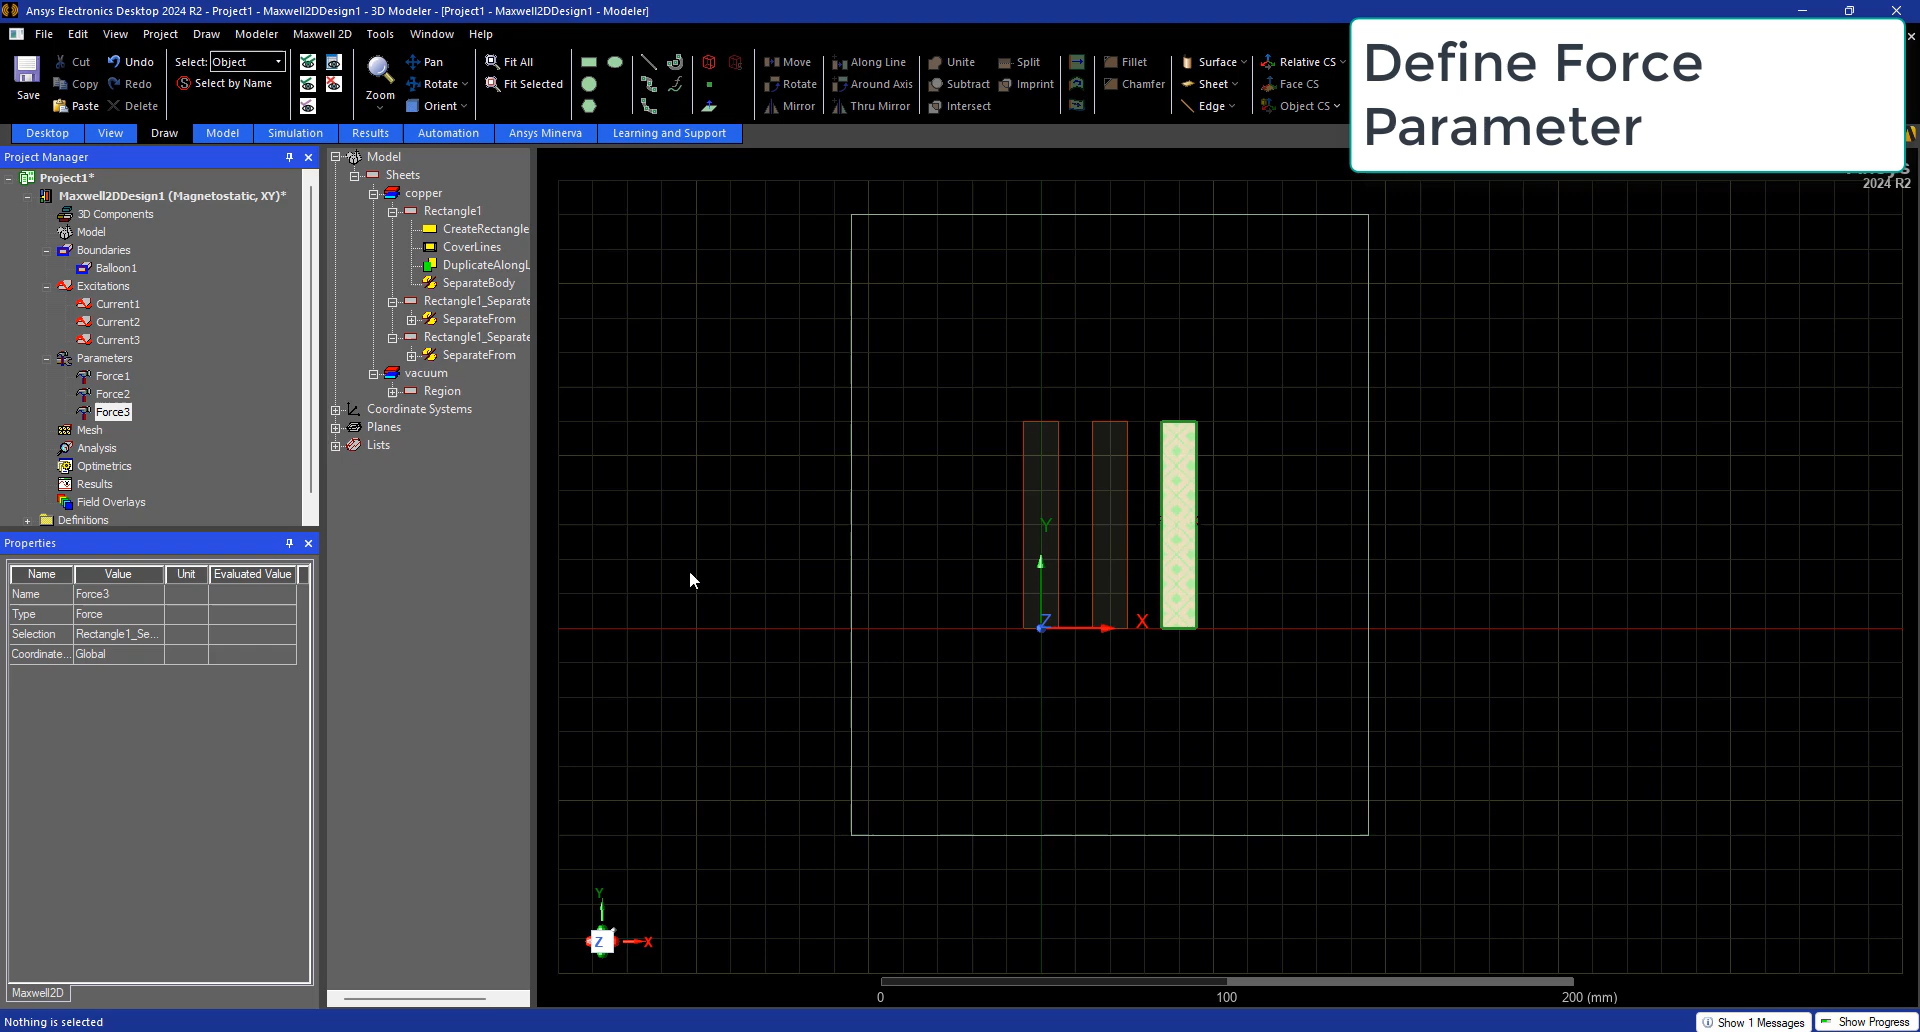 Ansys Electronics Desktop 2024 R2 - Project1 - Maxwell2DDesign1 - 3D Modeler - [Project1 - Maxwell2DDesign1 - Modeler]
File Edit View Project Draw Modeler Maxwell 2D Tools Window Help
Define Force
Parameter
Save
Cut Undo
Copy Redo
Paste Delete
Select: Object
Select by Name
Zoom
Pan
Rotate
Orient
Fit All
Fit Selected
Move Along Line Unite Split
Rotate Around Axis Subtract Imprint
Mirror Thru Mirror Intersect
Fillet
Chamfer
Surface Relative CS
Sheet Face CS
Edge Object CS
Desktop View Draw Model Simulation Results Automation Ansys Minerva Learning and Support
2024 R2
Project Manager
Project1*
Maxwell2DDesign1 (Magnetostatic, XY)*
3D Components
Model
Boundaries
Balloon1
Excitations
Current1
Current2
Current3
Parameters
Force1
Force2
Force3
Mesh
Analysis
Optimetrics
Results
Field Overlays
Definitions
Properties
Name Value Unit Evaluated Value
Name Force3
Type Force
Selection Rectangle1_Se...
Coordinate... Global
Maxwell2D
Model
Sheets
copper
Rectangle1
CreateRectangle
CoverLines
DuplicateAlongL
SeparateBody
Rectangle1_Separate
SeparateFrom
Rectangle1_Separate
SeparateFrom
vacuum
Region
Coordinate Systems
Planes
Lists
Y
Z
X
Y
Z
X
0 100 200 (mm)
Nothing is selected
Show 1 Messages
Show Progress